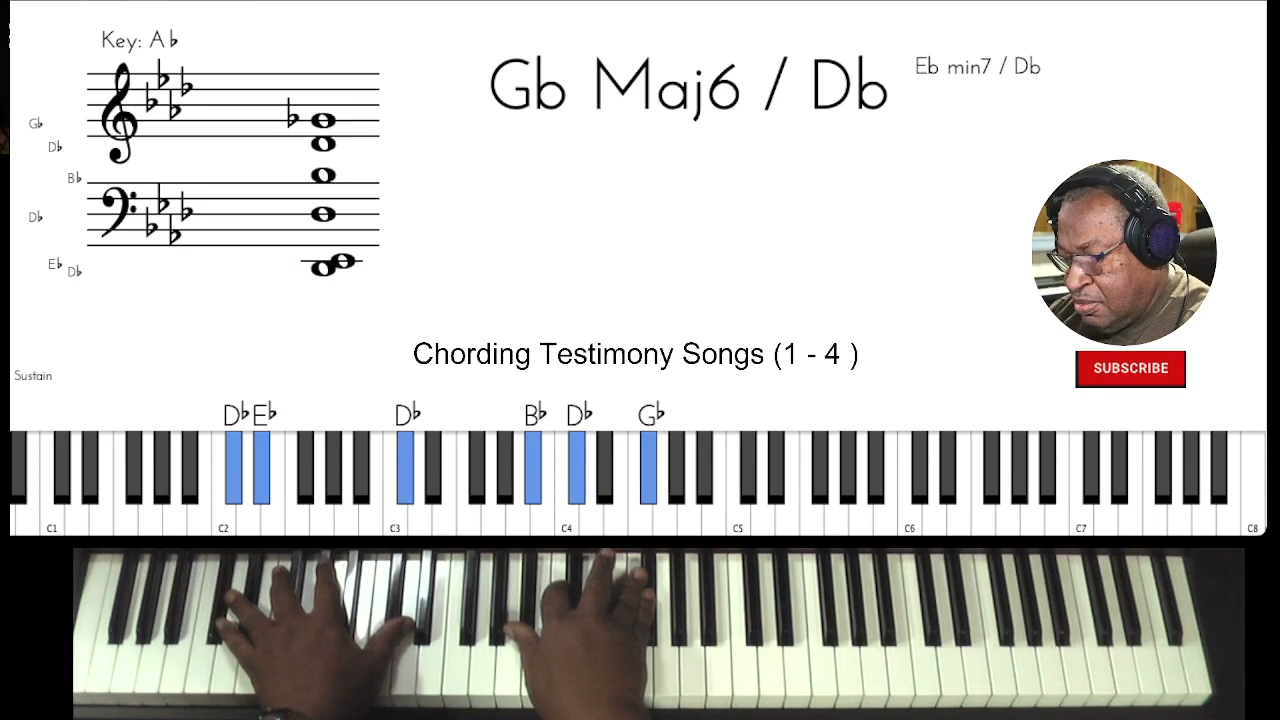 Key: A♭
Gb Maj6 / Db
Eb min7 / Db
G♭
D♭
B♭
D♭
E♭ D♭
Chording Testimony Songs (1 - 4 )
SUBSCRIBE
Sustain
D♭ E♭ D♭ B♭ D♭ G♭
C1 C2 C3 C4 C5 C6 C7 C8